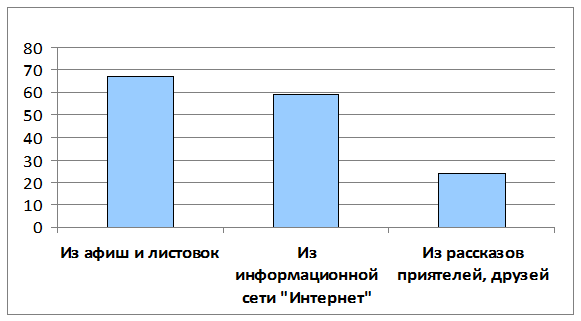 80
70
60
50
40
30
20
10
0
Из афиш и листовок
Из
информационной
сети "Интернет"
Из рассказов
приятелей, друзей